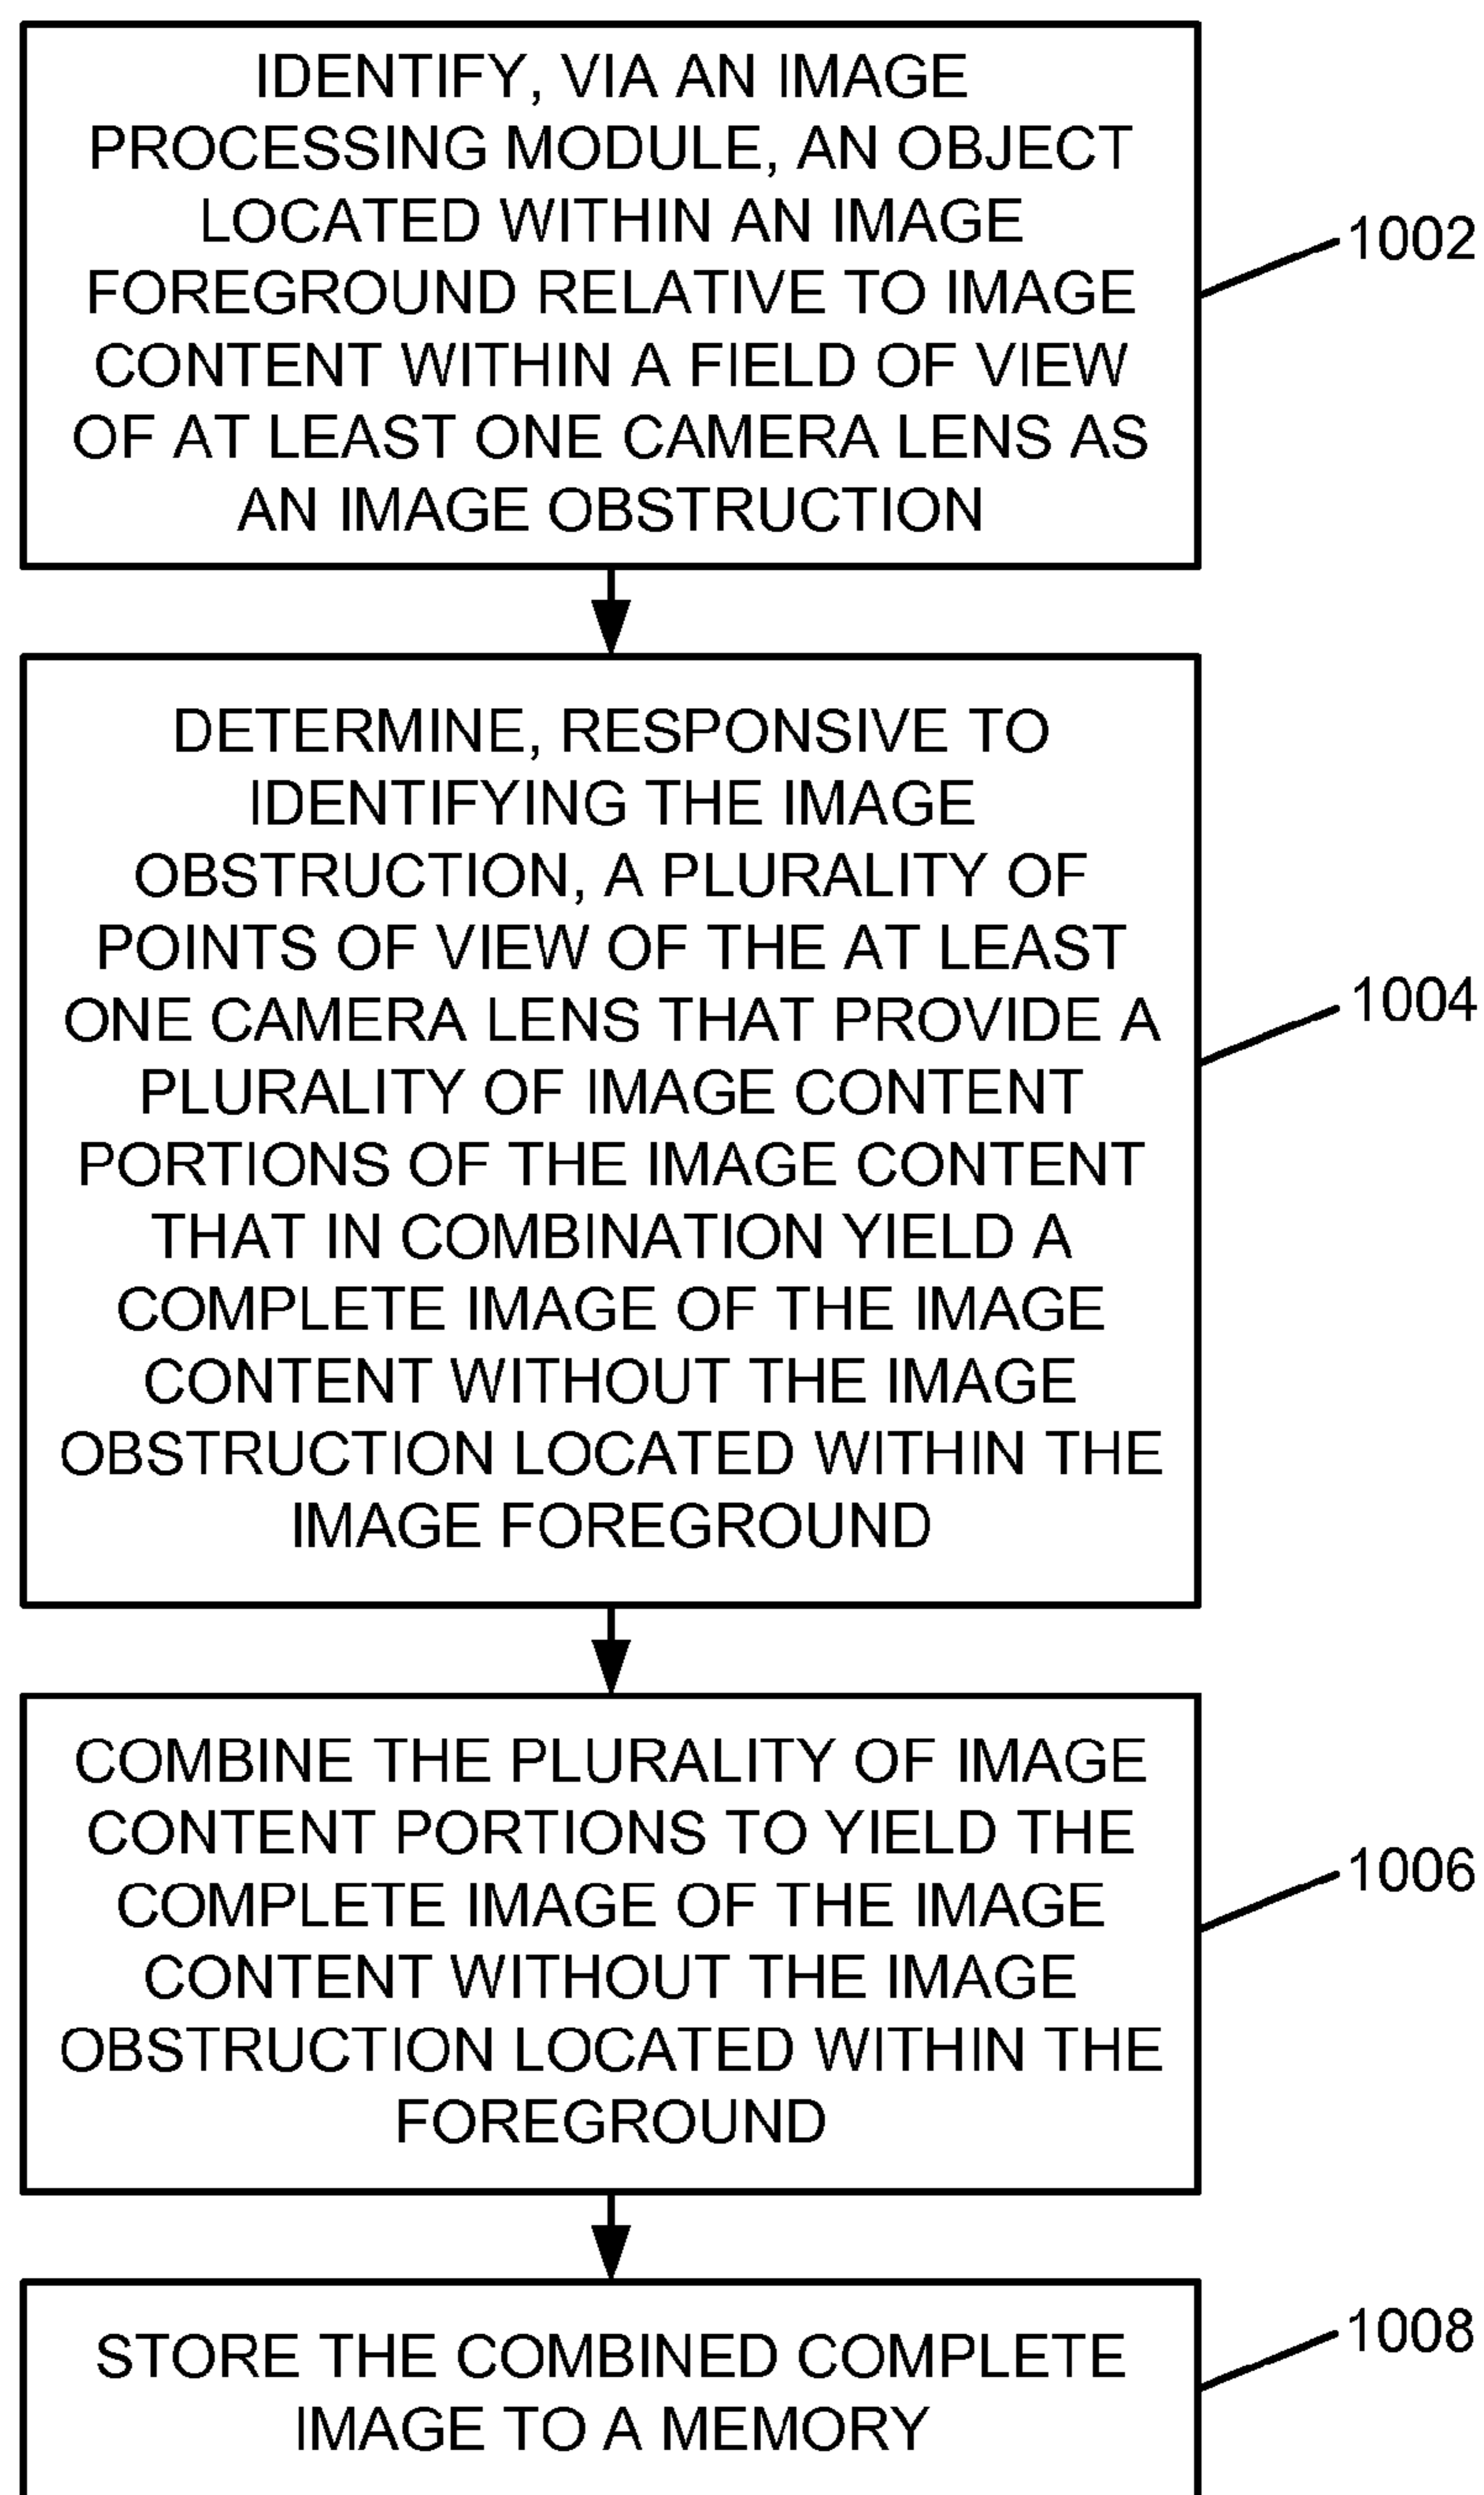 IDENTIFY, VIA AN IMAGE
PROCESSING MODULE, AN OBJECT
LOCATED WITHIN AN IMAGE
FOREGROUND RELATIVE TO IMAGE
CONTENT WITHIN A FIELD OF VIEW
OF AT LEAST ONE CAMERA LENS AS
AN IMAGE OBSTRUCTION
1002
DETERMINE, RESPONSIVE TO
IDENTIFYING THE IMAGE
OBSTRUCTION, A PLURALITY OF
POINTS OF VIEW OF THE AT LEAST
ONE CAMERA LENS THAT PROVIDE A
PLURALITY OF IMAGE CONTENT
PORTIONS OF THE IMAGE CONTENT
THAT IN COMBINATION YIELD A
COMPLETE IMAGE OF THE IMAGE
CONTENT WITHOUT THE IMAGE
OBSTRUCTION LOCATED WITHIN THE
IMAGE FOREGROUND
1004
COMBINE THE PLURALITY OF IMAGE
CONTENT PORTIONS TO YIELD THE
COMPLETE IMAGE OF THE IMAGE
CONTENT WITHOUT THE IMAGE
OBSTRUCTION LOCATED WITHIN THE
FOREGROUND
1006
STORE THE COMBINED COMPLETE
IMAGE TO A MEMORY
1008